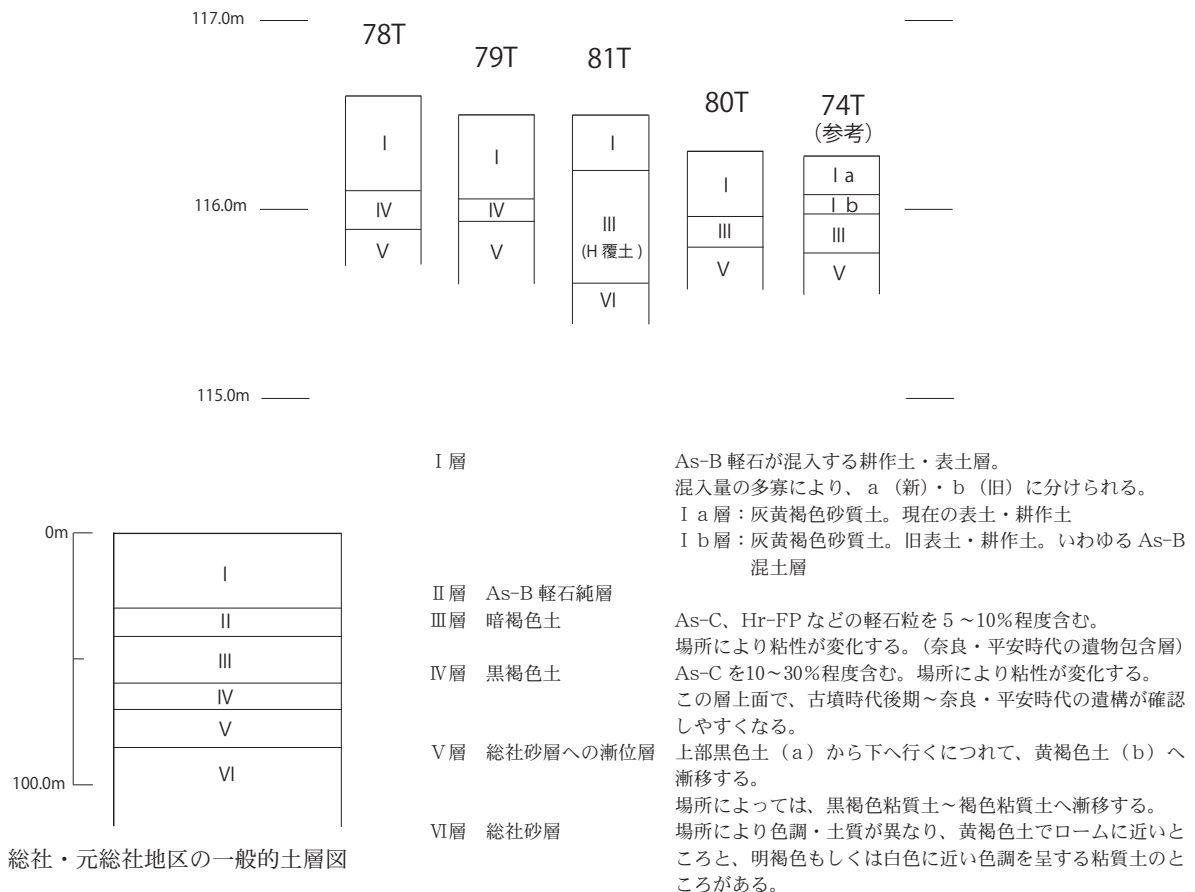 117.0m
78T
79T
81T
80T
74T
（参考）
Ⅰ
Ⅳ
Ⅴ
Ⅰ
Ⅳ
Ⅴ
Ⅰ
Ⅲ
(H 覆土 )
Ⅵ
Ⅰ
Ⅲ
Ⅴ
Ⅰ a
Ⅰ b
Ⅲ
Ⅴ
116.0m
115.0m
0m
Ⅰ
Ⅱ
Ⅲ
Ⅳ
Ⅴ
Ⅵ
100.0m
総社・元総社地区の一般的土層図
Ⅰ層 As-B 軽石が混入する耕作土・表土層。
混入量の多寡により、a（新）・b（旧）に分けられる。
Ⅰa層：灰黄褐色砂質土。現在の表土・耕作土
Ⅰb層：灰黄褐色砂質土。旧表土・耕作土。いわゆる As-B
混土層
Ⅱ層 As-B 軽石純層
Ⅲ層 暗褐色土 As-C、Hr-FP などの軽石粒を５～10％程度含む。
場所により粘性が変化する。（奈良・平安時代の遺物包含層）
Ⅳ層 黒褐色土 As-C を10～30％程度含む。場所により粘性が変化する。
この層上面で、古墳時代後期～奈良・平安時代の遺構が確認
しやすくなる。
Ⅴ層 総社砂層への漸位層 上部黒色土（a）から下へ行くにつれて、黄褐色土（b）へ
漸移する。
場所によっては、黒褐色粘質土～褐色粘質土へ漸移する。
Ⅵ層 総社砂層 場所により色調・土質が異なり、黄褐色土でロームに近いと
ころと、明褐色もしくは白色に近い色調を呈する粘質土のと
ころがある。